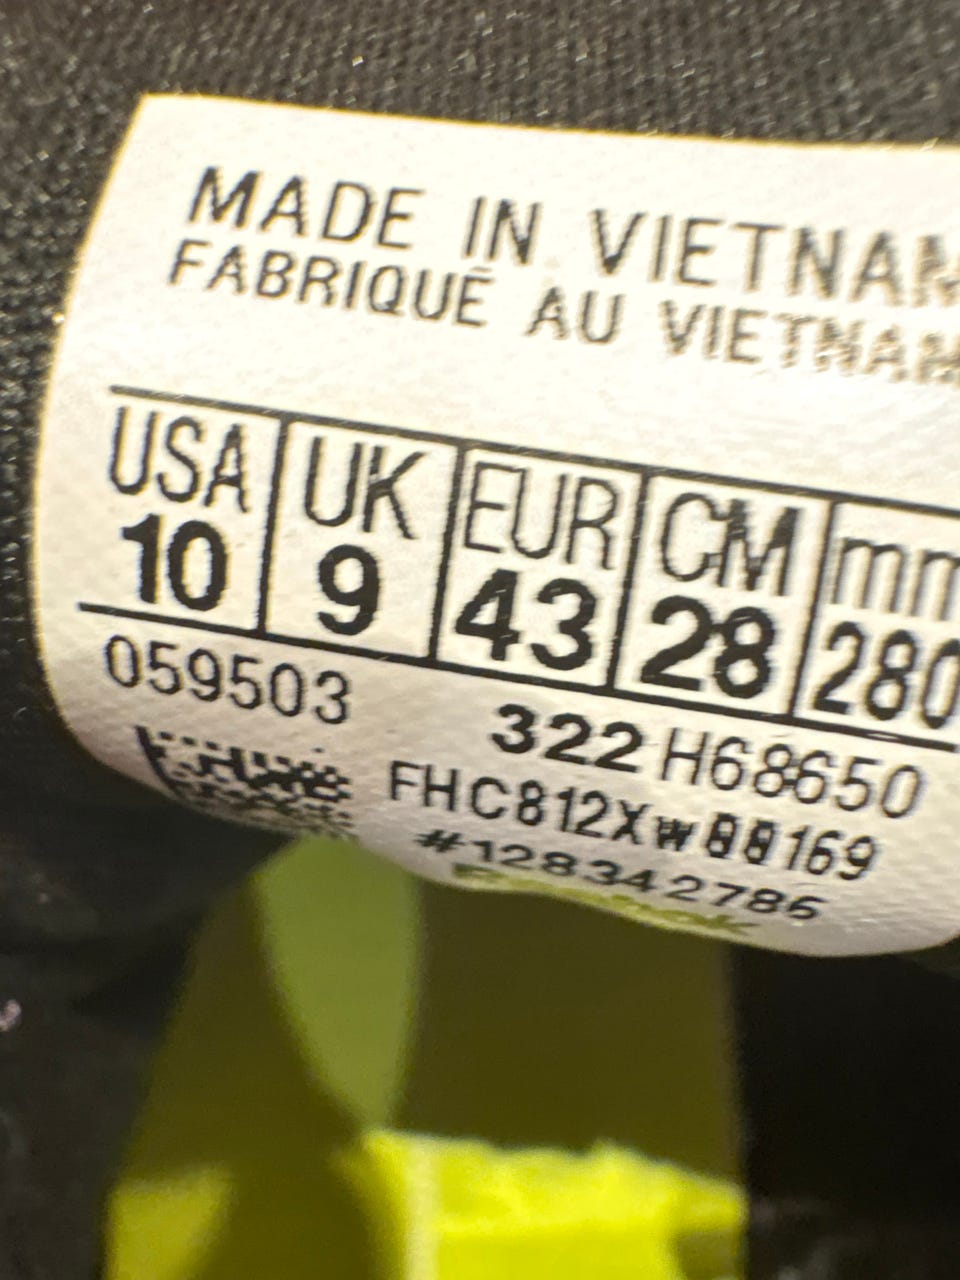 MADE IN VIETNAM
FABRIQUÉ AU VIETNAM
USA UK EUR CM mm
10 9 43 28 280
059503
322 H68650
#128342786